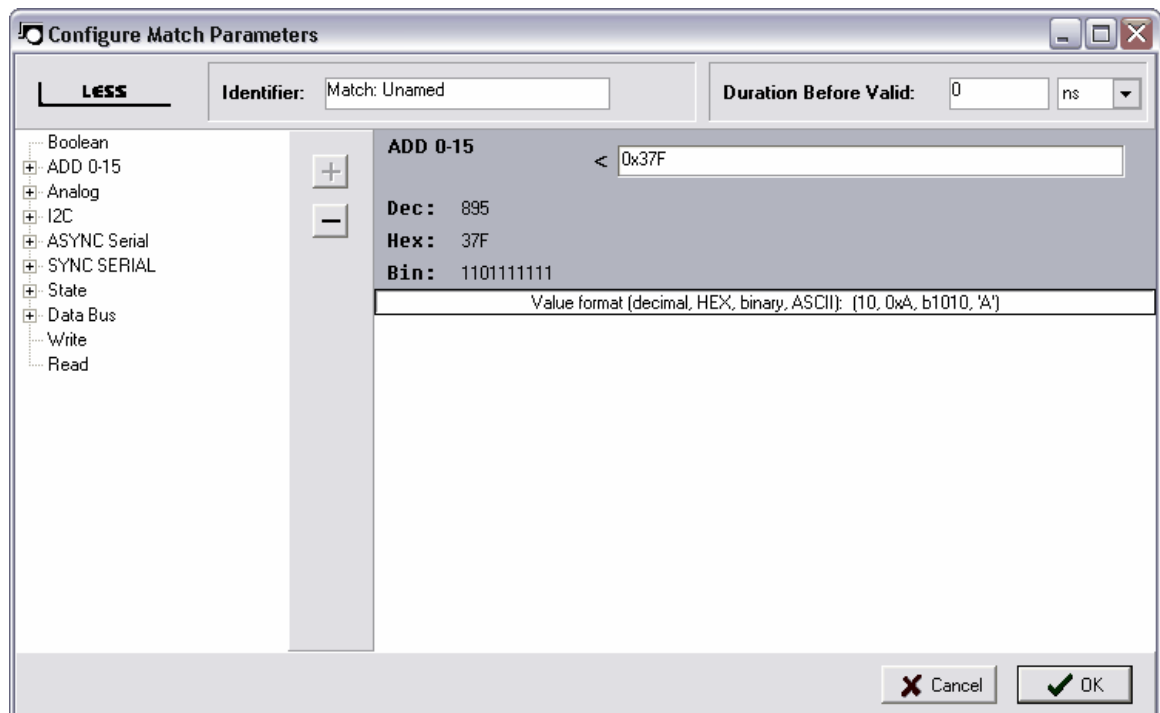 Configure Match Parameters
LESS
Identifier: Match: Unnamed
Duration Before Valid: 0 ns
Boolean
ADD 0-15
Analog
I2C
ASYNC Serial
SYNC SERIAL
State
Data Bus
Write
Read
ADD 0-15 < 0x37F
Dec: 895
Hex: 37F
Bin: 1101111111
Value format (decimal, HEX, binary, ASCII): (10, 0xA, b1010, 'A')
Cancel OK